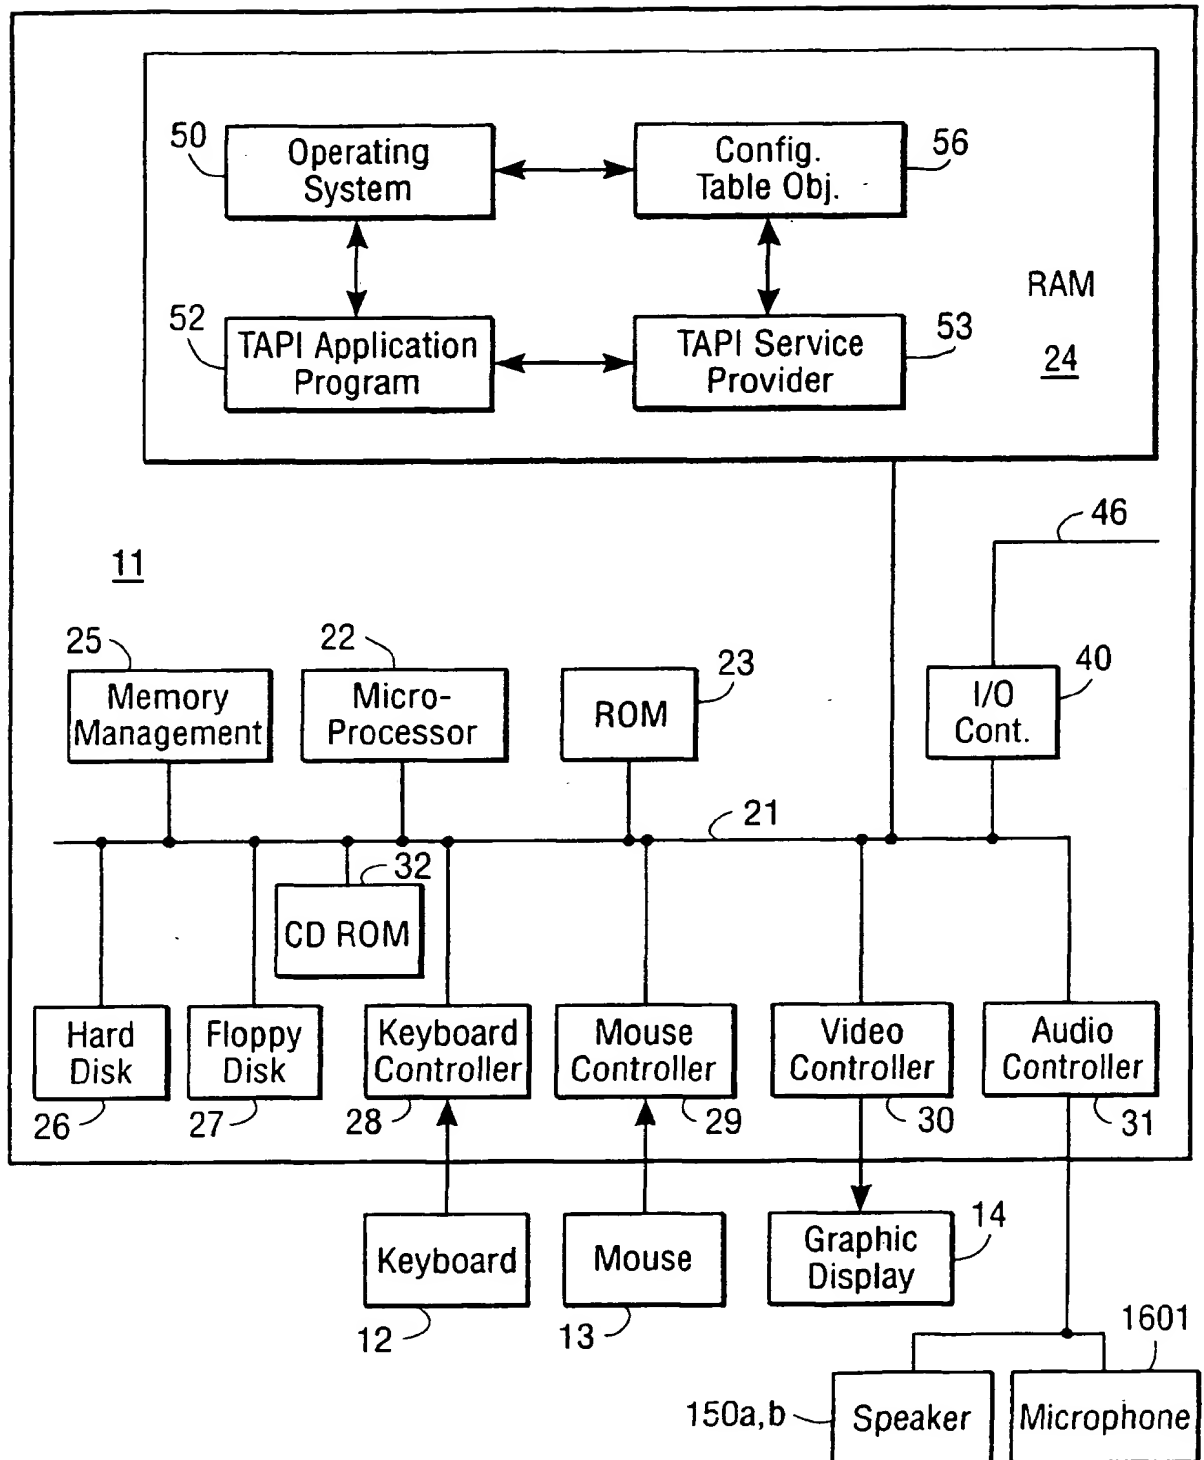 50
Operating
System
Config.
Table Obj.
56
RAM
24
52
TAPI Application
Program
TAPI Service
Provider
53
46
11
25
Memory
Management
22
Micro-
Processor
ROM
23
I/O
Cont.
40
21
32
CD ROM
Hard
Disk
26
Floppy
Disk
27
Keyboard
Controller
28
Mouse
Controller
29
Video
Controller
30
Audio
Controller
31
Keyboard
12
Mouse
13
Graphic
Display
14
1601
150a,b
Speaker
Microphone